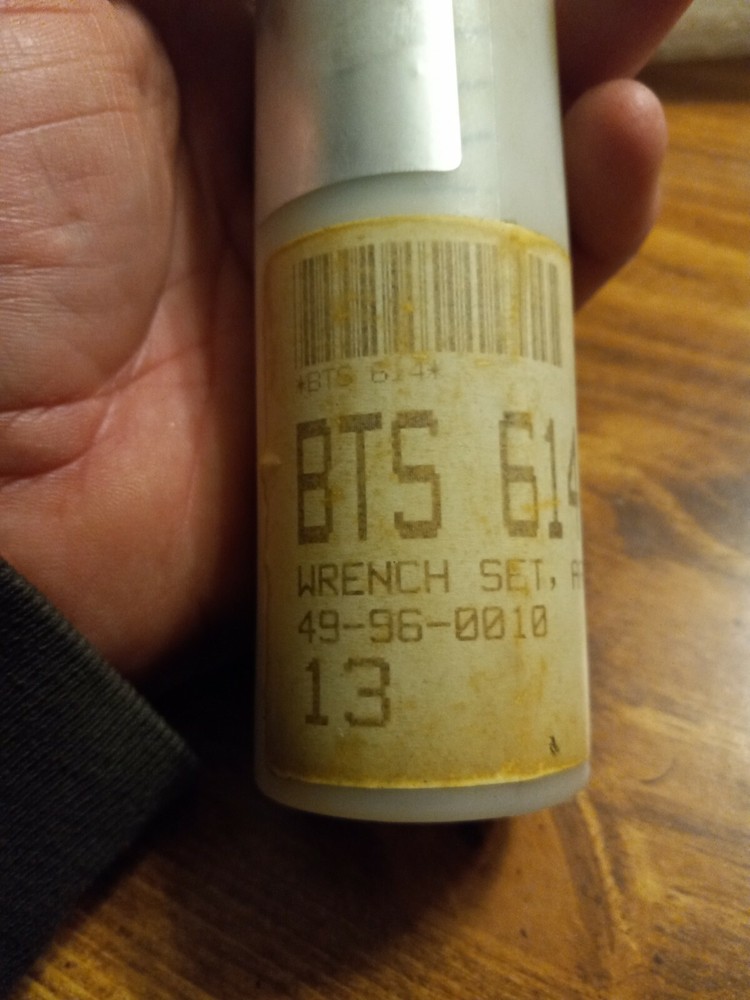 *BTS 614*
BTS 614
WRENCH SET,
49-96-0010
13